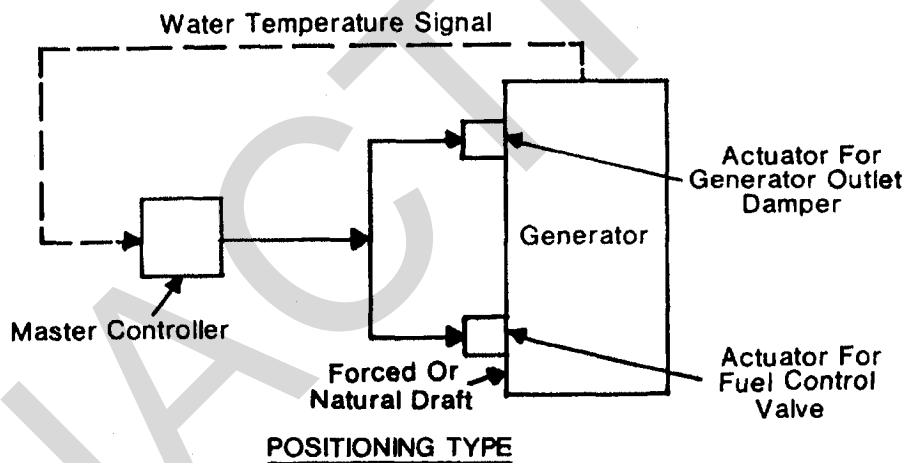 Water Temperature Signal
Actuator For
Generator Outlet
Damper
Generator
Master Controller
Forced Or
Natural Draft
Actuator For
Fuel Control
Valve
POSITIONING TYPE